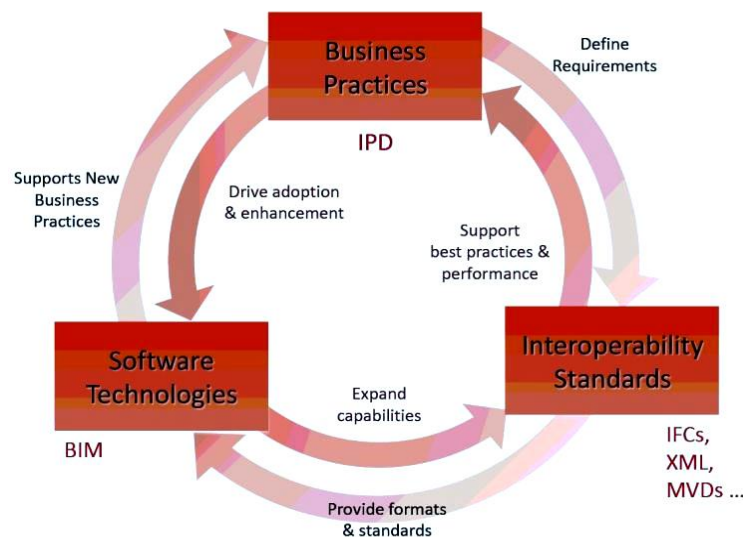 Business
Practices
IPD
Define
Requirements
Supports New
Business
Practices
Drive adoption
& enhancement
Support
best practices &
performance
Software
Technologies
BIM
Interoperability
Standards
IFCs,
XML,
MVDs ...
Expand
capabilities
Provide formats
& standards